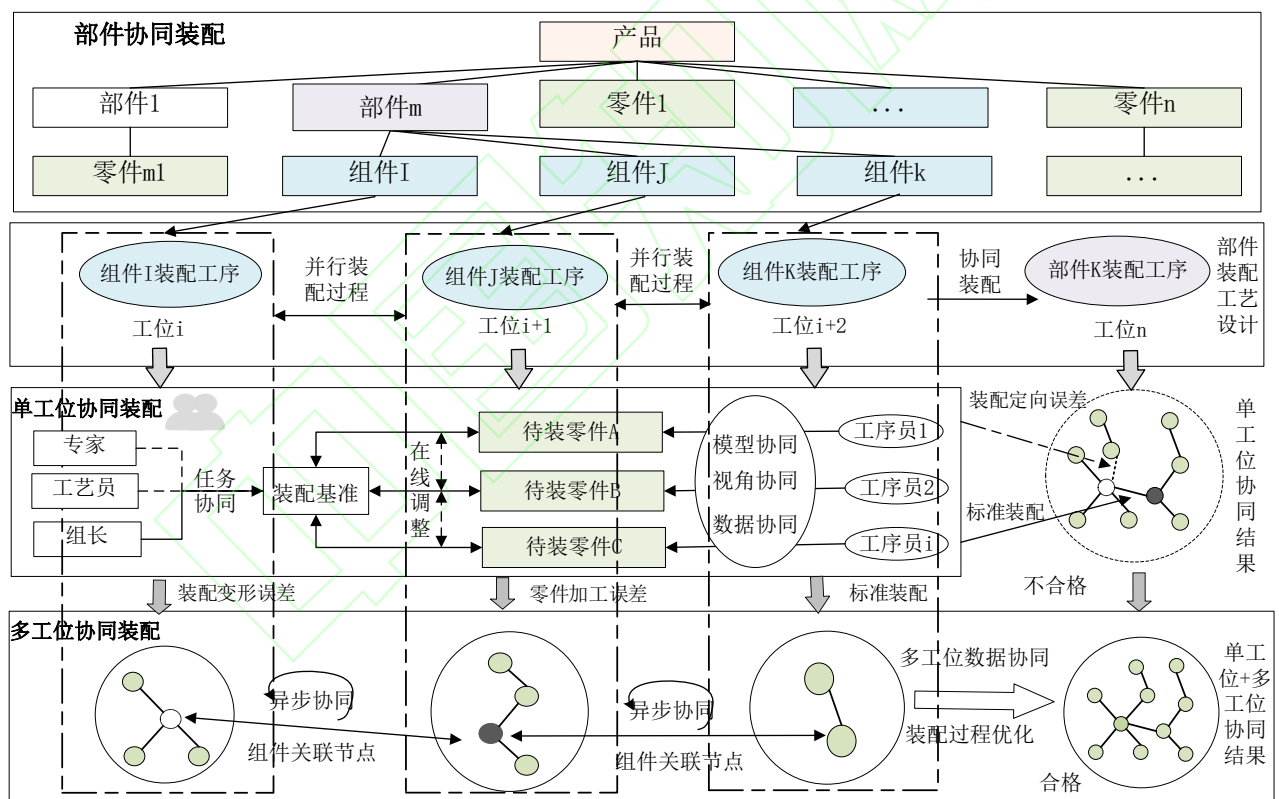 部件协同装配
产品
部件1
部件m
零件1
...
零件n
零件m1
组件I
组件J
组件k
...
组件I装配工序
并行装
配过程
组件J装配工序
并行装
配过程
组件K装配工序
协同
装配
部件K装配工序
部件
装配
工艺
设计
工位i
工位i+1
工位i+2
工位n
单工位协同装配
专家
工艺员
组长
任务
协同
装配基准
在
线
调
整
待装零件A
待装零件B
待装零件C
模型协同
视角协同
数据协同
工序员1
工序员2
工序员i
装配定向误差
标准装配
单
工
位
协
同
结
果
装配变形误差
零件加工误差
标准装配
不合格
多工位协同装配
异步协同
组件关联节点
异步协同
组件关联节点
多工位数据协同
装配过程优化
合格
单工
位+多
工位
协同
结果